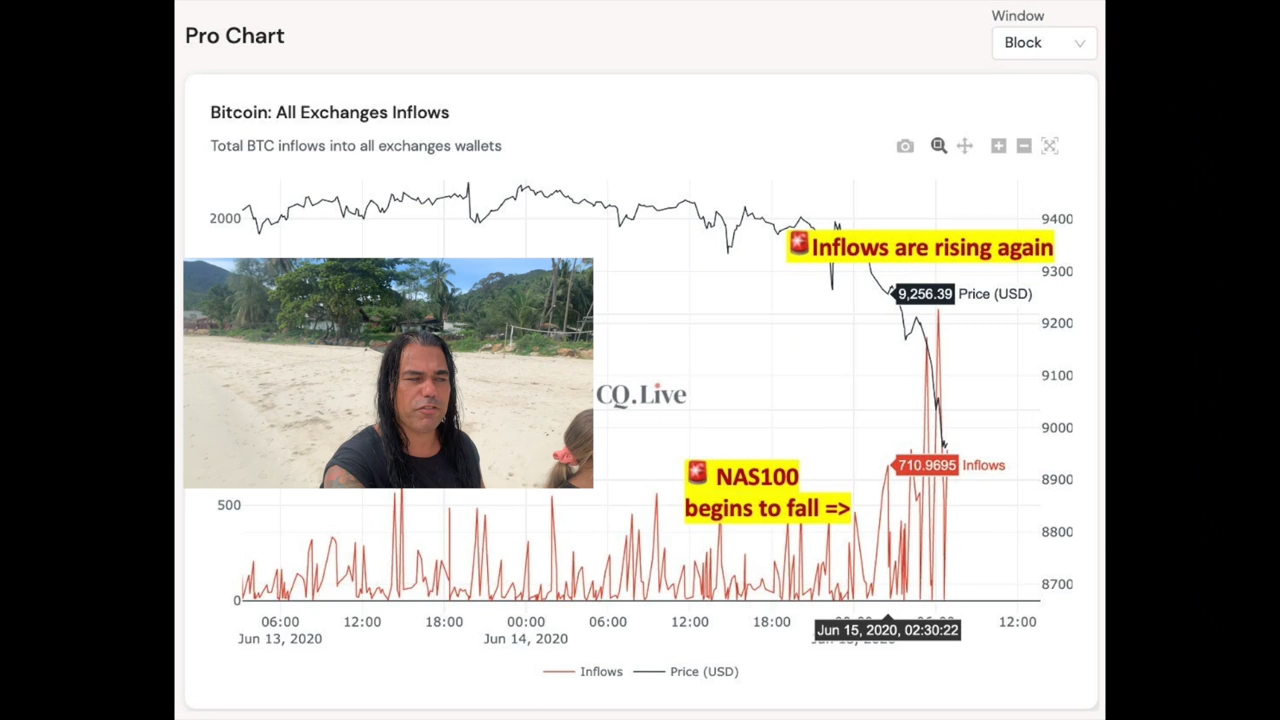 Window
Pro Chart
Block
Bitcoin: All Exchanges Inflows
Total BTC inflows into all exchanges wallets
2000
9400
🚨Inflows are rising again
9300
9,256.39 Price (USD)
9200
9100
CQ.Live
9000
710.9695 Inflows
🚨 NAS100
8900
500
begins to fall =>
8800
8700
0
06:00 12:00 18:00 00:00 06:00 12:00 18:00 12:00
Jun 15, 2020, 02:30:22
Jun 13, 2020 Jun 14, 2020
Inflows Price (USD)